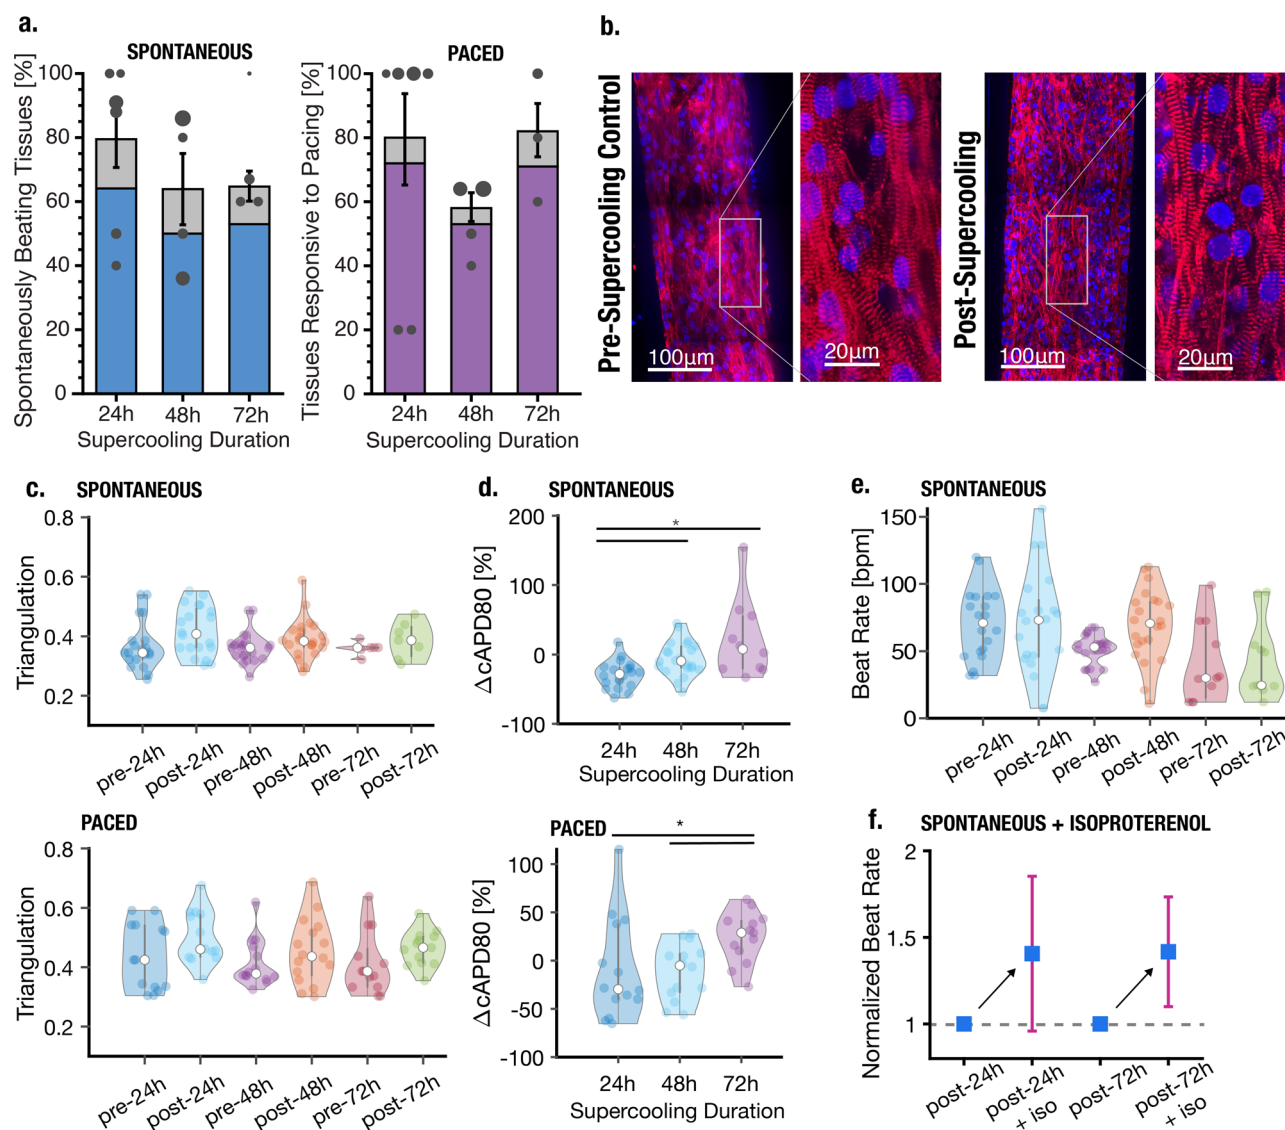 a.
SPONTANEOUS
Spontaneously Beating Tissues [%]
100
80
60
40
20
0
24h 48h 72h
Supercooling Duration
PACED
Tissues Responsive to Pacing [%]
100
80
60
40
20
0
24h 48h 72h
Supercooling Duration
b.
Pre-Supercooling Control
100µm
20µm
Post-Supercooling
100µm
20µm
c.
SPONTANEOUS
Triangulation
0.8
0.6
0.4
0.2
pre-24h post-24h pre-48h post-48h pre-72h post-72h
PACED
Triangulation
0.8
0.6
0.4
0.2
pre-24h post-24h pre-48h post-48h pre-72h post-72h
d.
SPONTANEOUS
ΔcAPD80 [%]
200
100
0
-100
*
24h 48h 72h
Supercooling Duration
PACED
ΔcAPD80 [%]
100
50
0
-50
-100
*
24h 48h 72h
Supercooling Duration
e.
SPONTANEOUS
Beat Rate [bpm]
150
100
50
0
pre-24h post-24h pre-48h post-48h pre-72h post-72h
f.
SPONTANEOUS + ISOPROTERENOL
Normalized Beat Rate
2
1.5
1
post-24h post-24h + iso post-72h post-72h + iso